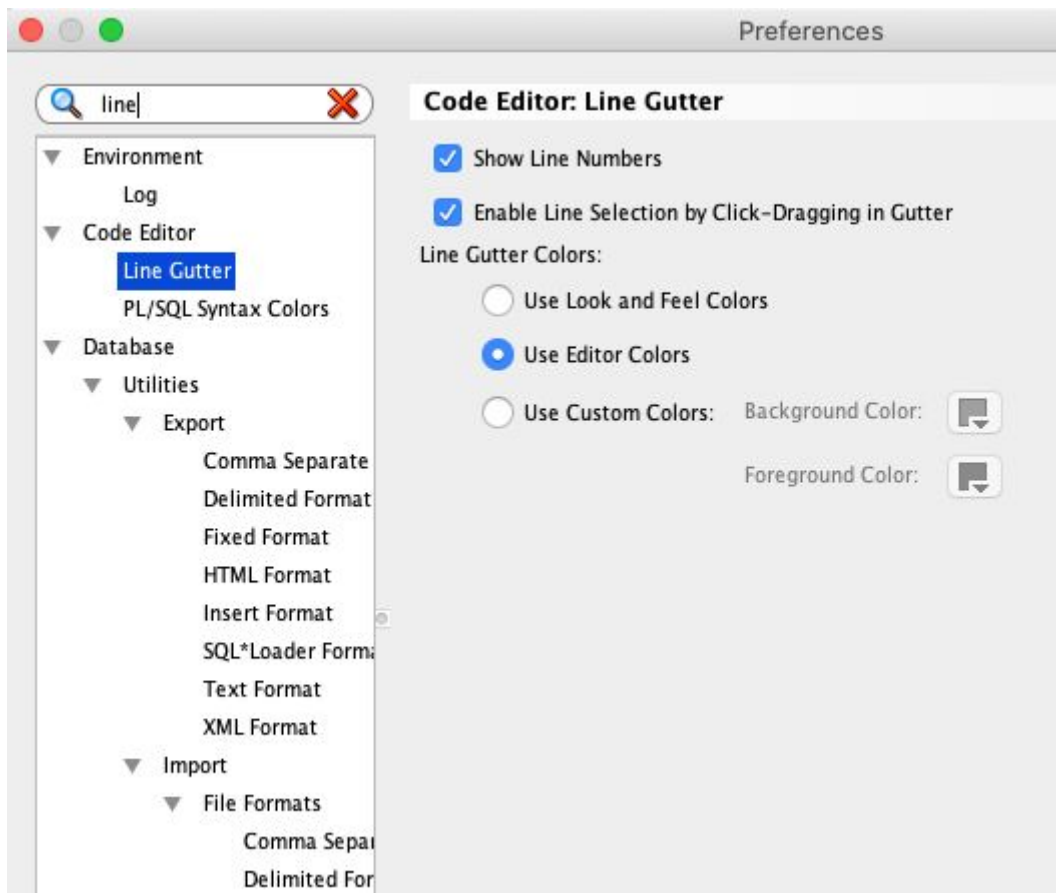 Preferences
line
Environment
Log
Code Editor
Line Gutter
PL/SQL Syntax Colors
Database
Utilities
Export
Comma Separate
Delimited Format
Fixed Format
HTML Format
Insert Format
SQL*Loader Forma
Text Format
XML Format
Import
File Formats
Comma Separ
Delimited For
Code Editor: Line Gutter
Show Line Numbers
Enable Line Selection by Click-Dragging in Gutter
Line Gutter Colors:
Use Look and Feel Colors
Use Editor Colors
Use Custom Colors: Background Color:
Foreground Color: